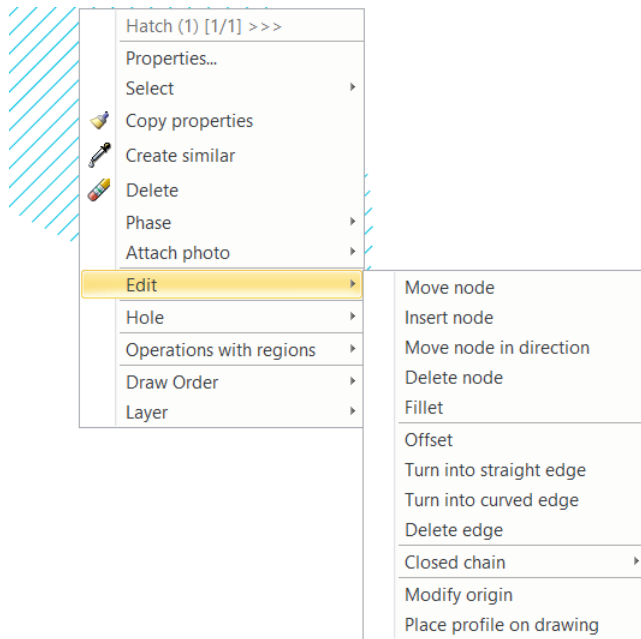 Hatch (1) [1/1] >>>
Properties...
Select
Copy properties
Create similar
Delete
Phase
Attach photo
Edit
Hole
Operations with regions
Draw Order
Layer
Move node
Insert node
Move node in direction
Delete node
Fillet
Offset
Turn into straight edge
Turn into curved edge
Delete edge
Closed chain
Modify origin
Place profile on drawing